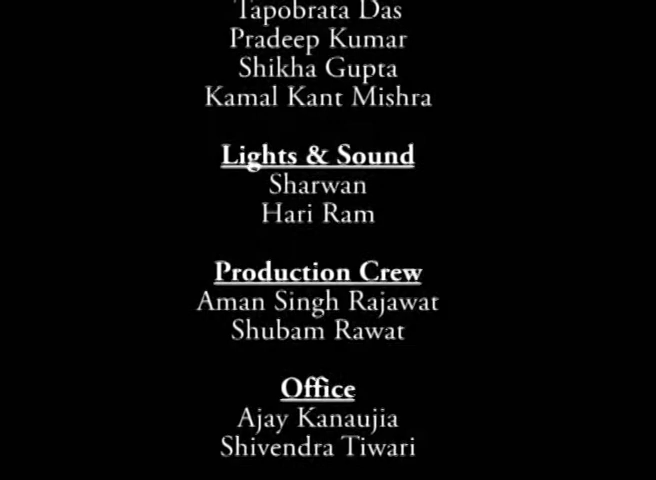 Tapobrata Das
Pradeep Kumar
Shikha Gupta
Kamal Kant Mishra
Lights & Sound
Sharwan
Hari Ram
Production Crew
Aman Singh Rajawat
Shubam Rawat
Office
Ajay Kanaujia
Shivendra Tiwari